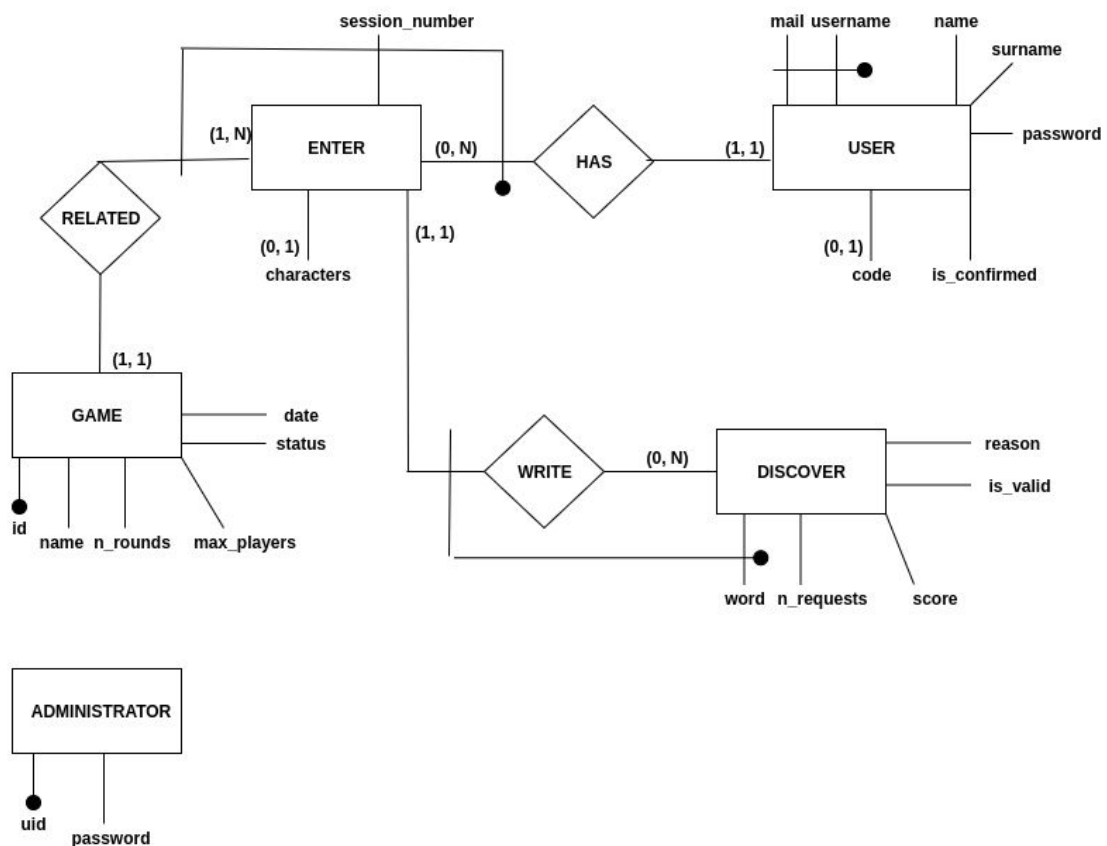 session_number
mail username name
surname
(1, N)
ENTER
(0, N)
HAS
(1, 1)
USER
password
RELATED
(0, 1)
characters
(1, 1)
(0, 1)
code
is_confirmed
(1, 1)
GAME
date
status
id
name n_rounds max_players
WRITE
(0, N)
DISCOVER
reason
is_valid
word n_requests score
ADMINISTRATOR
uid
password